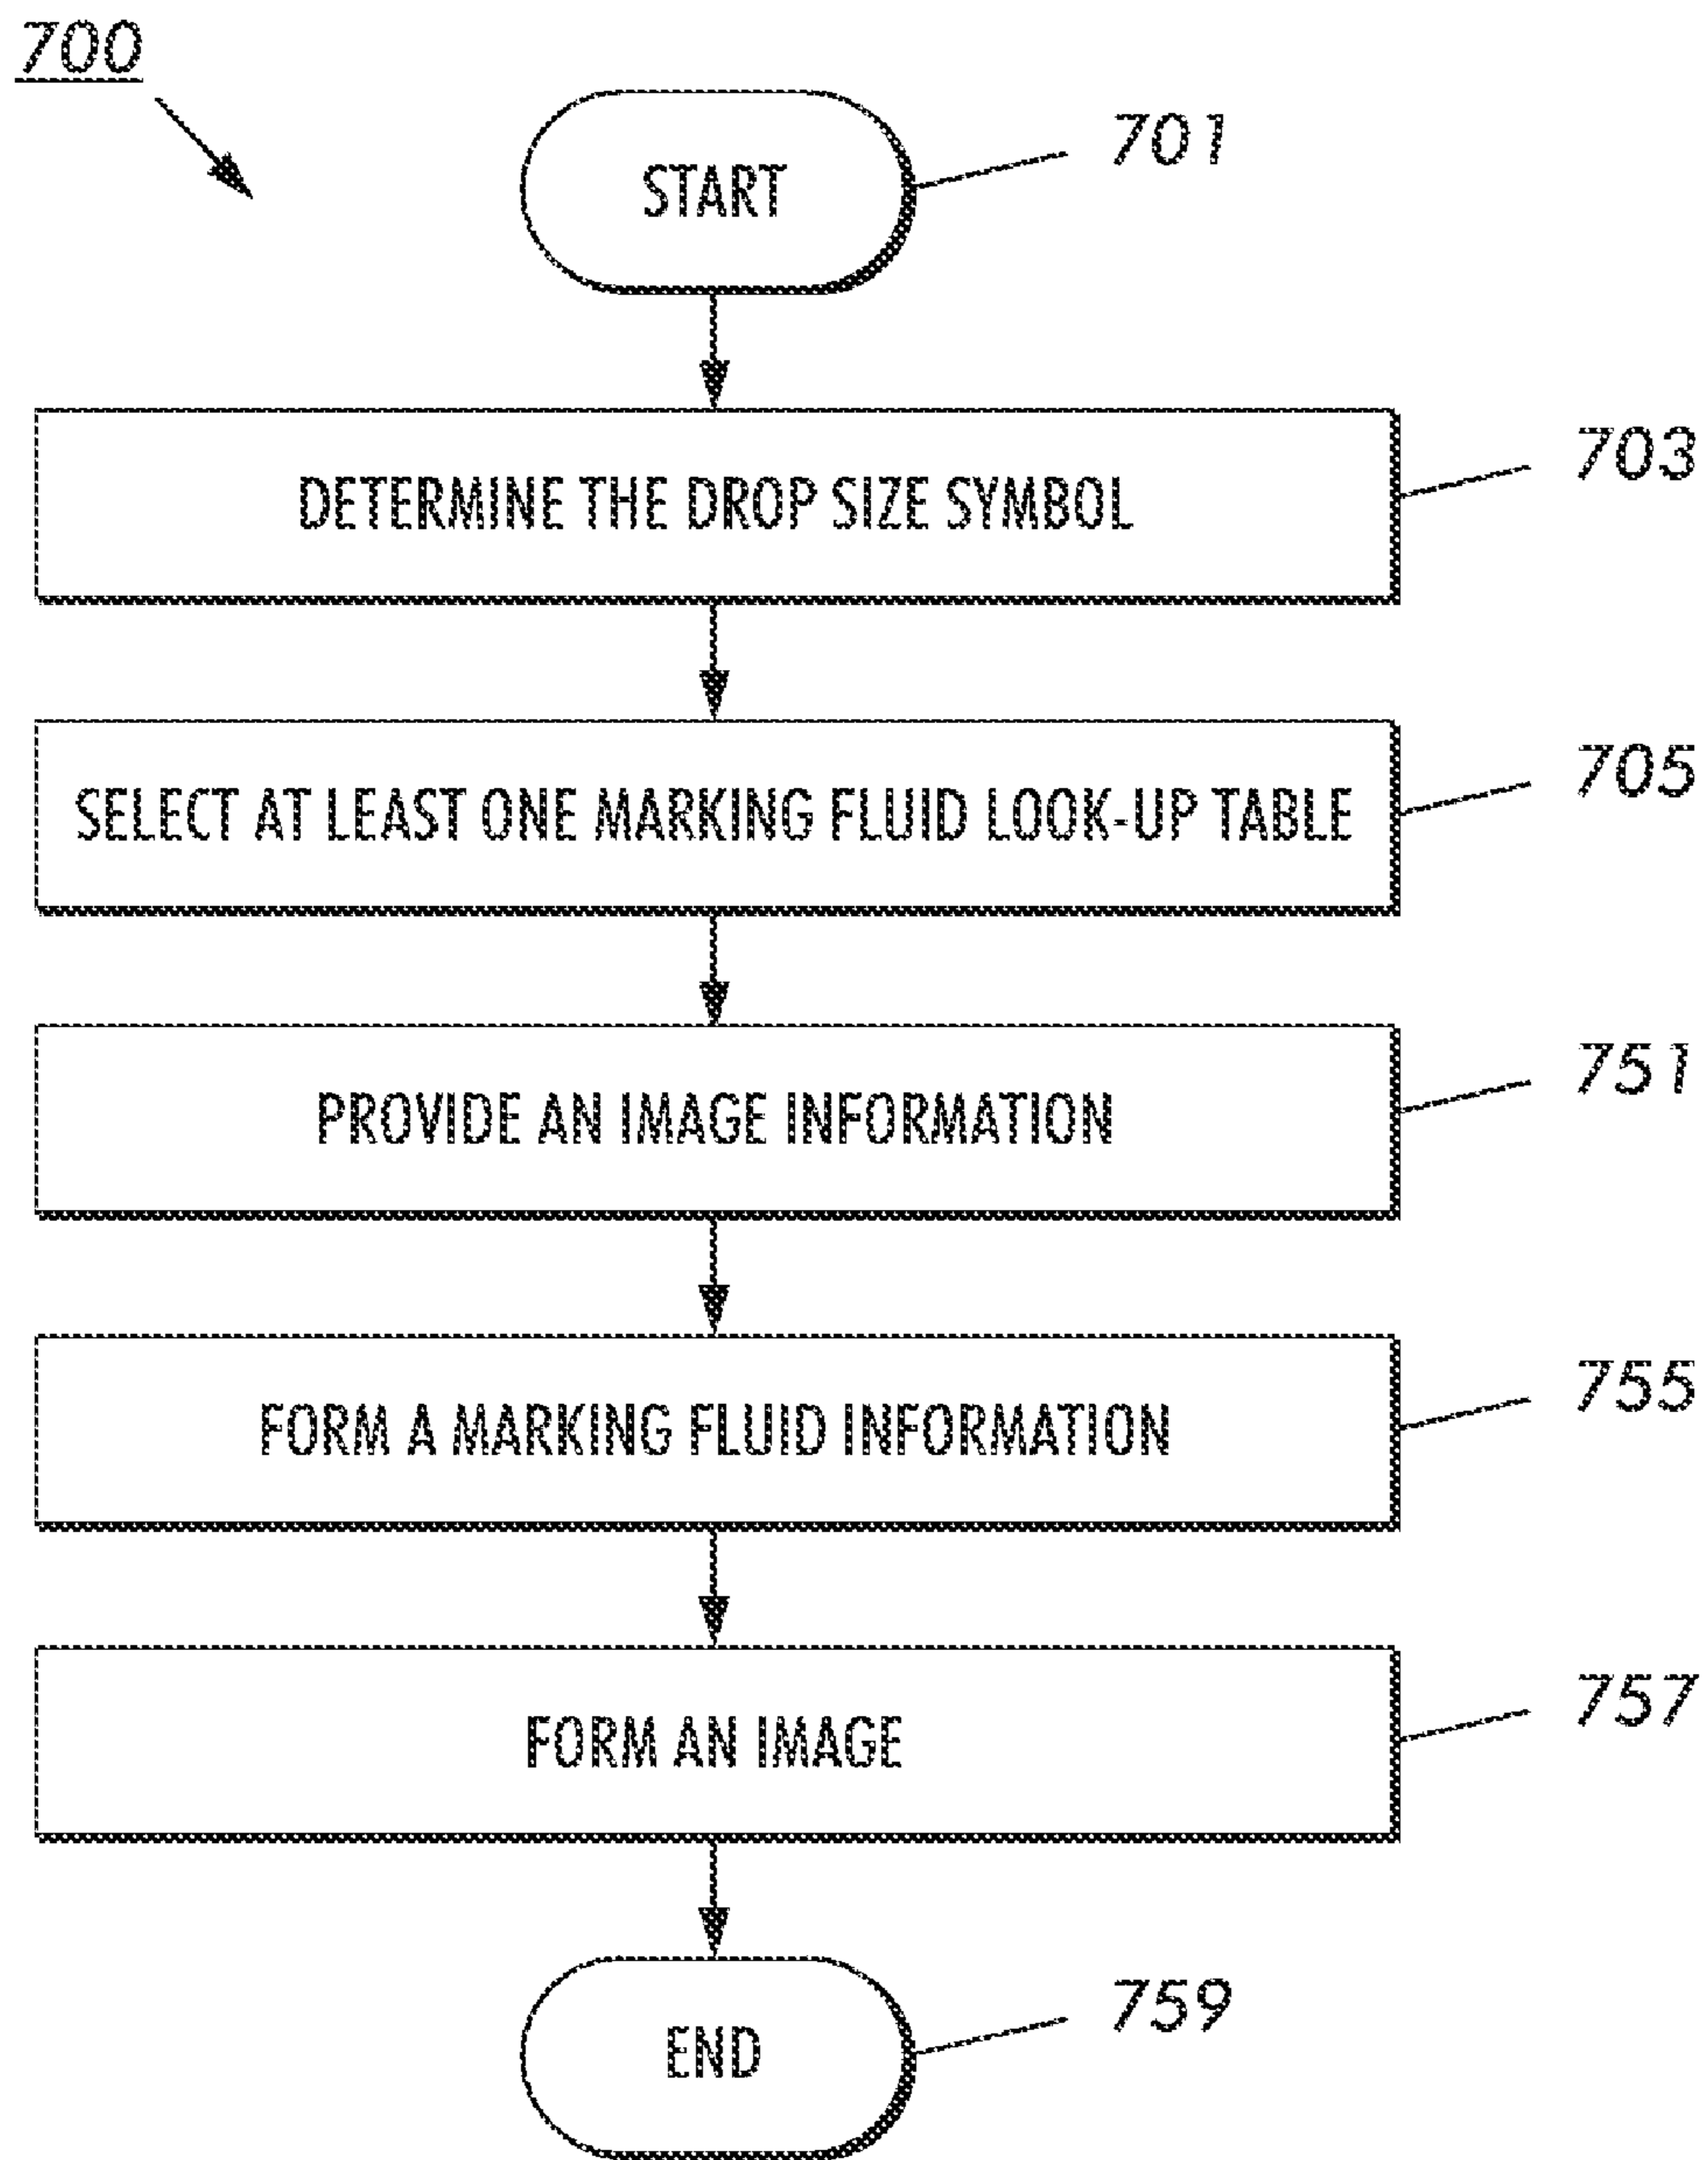 700
START
701
DETERMINE THE DROP SIZE SYMBOL
703
SELECT AT LEAST ONE MARKING FLUID LOOK-UP TABLE
705
PROVIDE AN IMAGE INFORMATION
751
FORM A MARKING FLUID INFORMATION
755
FORM AN IMAGE
757
END
759